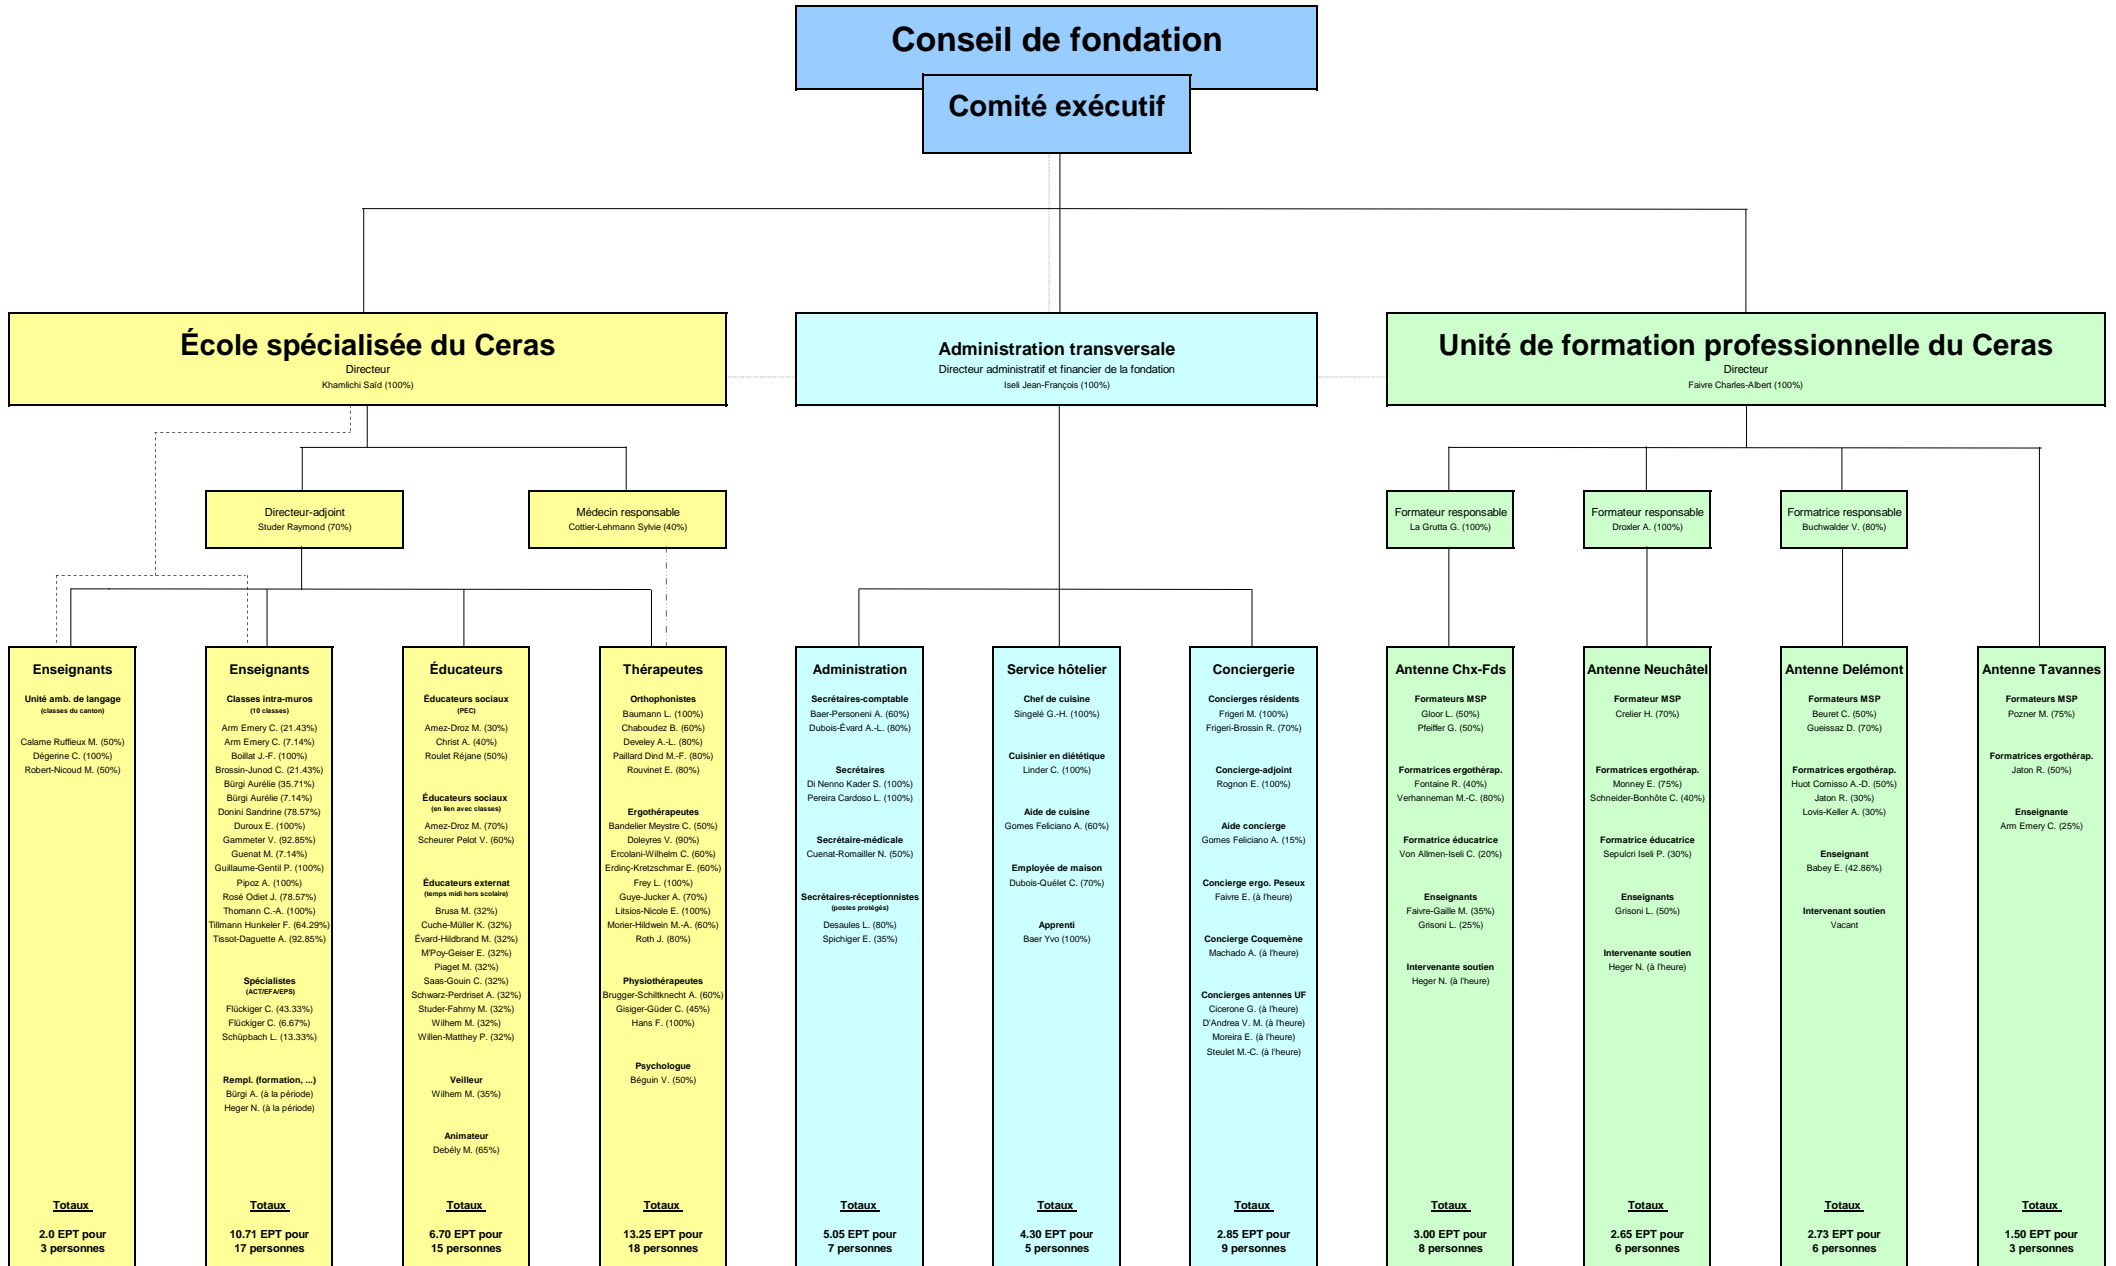 Conseil de fondation
Comité exécutif
École spécialisée du Ceras
Directeur
Khamlichi Saïd (100%)
Administration transversale
Directeur administratif et financier de la fondation
Iseli Jean-François (100%)
Unité de formation professionnelle du Ceras
Directeur
Faivre Charles-Albert (100%)
Directeur-adjoint
Studer Raymond (70%)
Médecin responsable
Cottier-Lehmann Sylvie (40%)
Formateur responsable
La Grutta G. (100%)
Formateur responsable
Droxler A. (100%)
Formatrice responsable
Buchwalder V. (80%)
Enseignants
Unité amb. de langage
(classes du canton)
Calame Ruffieux M. (50%)
Dégerine C. (100%)
Robert-Nicoud M. (50%)
Totaux
2.0 EPT pour
3 personnes
Enseignants
Classes intra-muros
(10 classes)
Arm Emery C. (21.43%)
Arm Emery C. (7.14%)
Boillat J.-F. (100%)
Brossin-Junod C. (21.43%)
Bürgi Aurélie (35.71%)
Bürgi Aurélie (7.14%)
Donini Sandrine (78.57%)
Duroux E. (100%)
Gammeter V. (92.85%)
Guenat M. (7.14%)
Guillaume-Gentil P. (100%)
Pipoz A. (100%)
Rosé Odiet J. (78.57%)
Thomann C.-A. (100%)
Tillmann Hunkeler F. (64.29%)
Tissot-Daguette A. (92.85%)
Spécialistes
(ACT/EFA/EPS)
Flückiger C. (43.33%)
Flückiger C. (6.67%)
Schüpbach L. (13.33%)
Rempl. (formation, ...)
Bürgi A. (à la période)
Heger N. (à la période)
Totaux
10.71 EPT pour
17 personnes
Éducateurs
Éducateurs sociaux
(PEC)
Amez-Droz M. (30%)
Christ A. (40%)
Roulet Réjane (50%)
Éducateurs sociaux
(en lien avec classes)
Amez-Droz M. (70%)
Scheurer Pelot V. (60%)
Éducateurs externat
(temps midi hors scolaire)
Brusa M. (32%)
Cuche-Müller K. (32%)
Évard-Hildbrand M. (32%)
M'Poy-Geiser E. (32%)
Piaget M. (32%)
Saas-Gouin C. (32%)
Schwarz-Perdriset A. (32%)
Studer-Fahrny M. (32%)
Wilhem M. (32%)
Willen-Matthey P. (32%)
Veilleur
Wilhem M. (35%)
Animateur
Debély M. (65%)
Totaux
6.70 EPT pour
15 personnes
Thérapeutes
Orthophonistes
Baumann L. (100%)
Chaboudez B. (60%)
Develey A.-L. (80%)
Paillard Dind M.-F. (80%)
Rouvinet E. (80%)
Ergothérapeutes
Bandelier Meystre C. (50%)
Doleyres V. (90%)
Ercolani-Wilhelm C. (60%)
Erdinç-Kretzschmar E. (60%)
Frey L. (100%)
Guye-Jucker A. (70%)
Litsios-Nicole E. (100%)
Morier-Hildwein M.-A. (60%)
Roth J. (80%)
Physiothérapeutes
Brugger-Schiltknecht A. (60%)
Gisiger-Güder C. (45%)
Hans F. (100%)
Psychologue
Béguin V. (50%)
Totaux
13.25 EPT pour
18 personnes
Administration
Secrétaires-comptable
Baer-Personeni A. (60%)
Dubois-Évard A.-L. (80%)
Secrétaires
Di Nenno Kader S. (100%)
Pereira Cardoso L. (100%)
Secrétaire-médicale
Cuenat-Romailler N. (50%)
Secrétaires-réceptionnistes
(postes protégés)
Desaules L. (80%)
Spichiger E. (35%)
Totaux
5.05 EPT pour
7 personnes
Service hôtelier
Chef de cuisine
Singelé G.-H. (100%)
Cuisinier en diététique
Linder C. (100%)
Aide de cuisine
Gomes Feliciano A. (60%)
Employée de maison
Dubois-Quélet C. (70%)
Apprenti
Baer Yvo (100%)
Totaux
4.30 EPT pour
5 personnes
Conciergerie
Concierges résidents
Frigeri M. (100%)
Frigeri-Brossin R. (70%)
Concierge-adjoint
Rognon E. (100%)
Aide concierge
Gomes Feliciano A. (15%)
Concierge ergo. Peseux
Faivre E. (à l'heure)
Concierge Coquemène
Machado A. (à l'heure)
Concierges antennes UF
Cicerone G. (à l'heure)
D'Andrea V. M. (à l'heure)
Moreira E. (à l'heure)
Steulet M.-C. (à l'heure)
Totaux
2.85 EPT pour
9 personnes
Antenne Chx-Fds
Formateurs MSP
Gloor L. (50%)
Pfeiffer G. (50%)
Formatrices ergothérap.
Fontaine R. (40%)
Verhanneman M.-C. (80%)
Formatrice éducatrice
Von Allmen-Iseli C. (20%)
Enseignants
Faivre-Gaille M. (35%)
Grisoni L. (25%)
Intervenante soutien
Heger N. (à l'heure)
Totaux
3.00 EPT pour
8 personnes
Antenne Neuchâtel
Formateur MSP
Crelier H. (70%)
Formatrices ergothérap.
Monney E. (75%)
Schneider-Bonhôte C. (40%)
Formatrice éducatrice
Sepulcri Iseli P. (30%)
Enseignants
Grisoni L. (50%)
Intervenante soutien
Heger N. (à l'heure)
Totaux
2.65 EPT pour
6 personnes
Antenne Delémont
Formateurs MSP
Beuret C. (50%)
Gueissaz D. (70%)
Formatrices ergothérap.
Huot Comisso A.-D. (50%)
Jaton R. (30%)
Lovis-Keller A. (30%)
Enseignant
Babey E. (42.86%)
Intervenant soutien
Vacant
Totaux
2.73 EPT pour
6 personnes
Antenne Tavannes
Formateurs MSP
Pozner M. (75%)
Formatrices ergothérap.
Jaton R. (50%)
Enseignante
Arm Emery C. (25%)
Totaux
1.50 EPT pour
3 personnes